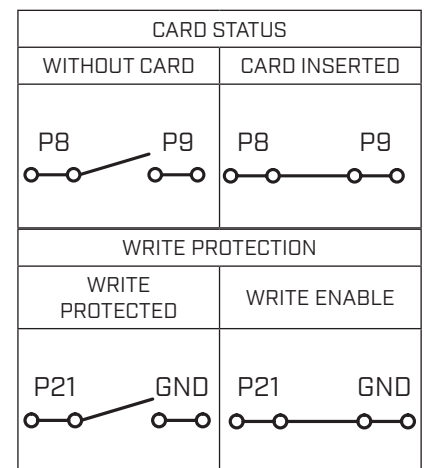 CARD STATUS
WITHOUT CARD
CARD INSERTED
P8 P9
P8 P9
WRITE PROTECTION
WRITE
PROTECTED
WRITE ENABLE
P21 GND
P21 GND